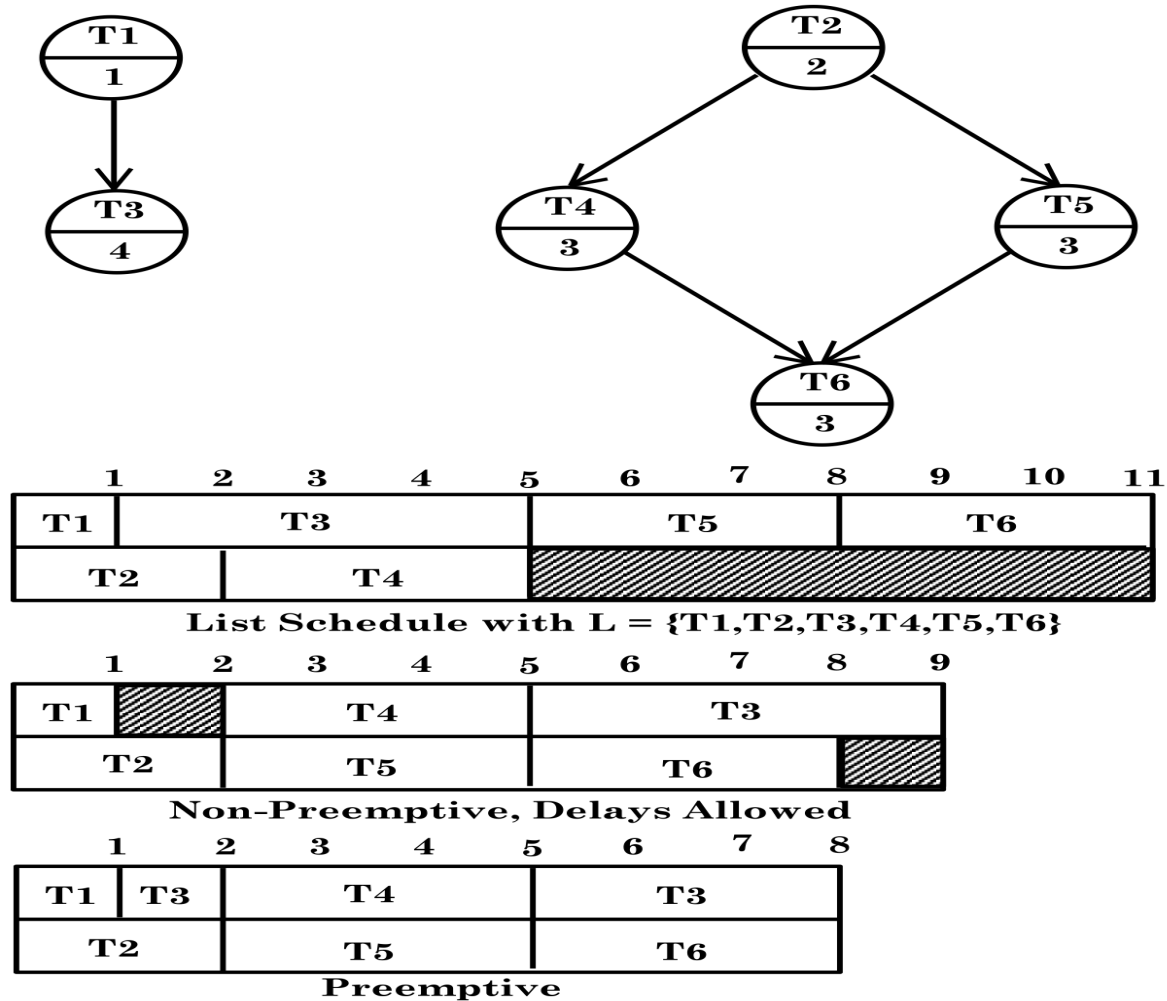 T1
1
T2
2
T3
4
T4
3
T5
3
T6
3
1 2 3 4 5 6 7 8 9 10 11
T1 T3 T5 T6
T2 T4
List Schedule with L = {T1,T2,T3,T4,T5,T6}
1 2 3 4 5 6 7 8 9
T1 T4 T3
T2 T5 T6
Non-Preemptive, Delays Allowed
1 2 3 4 5 6 7 8
T1 T3 T4 T3
T2 T5 T6
Preemptive